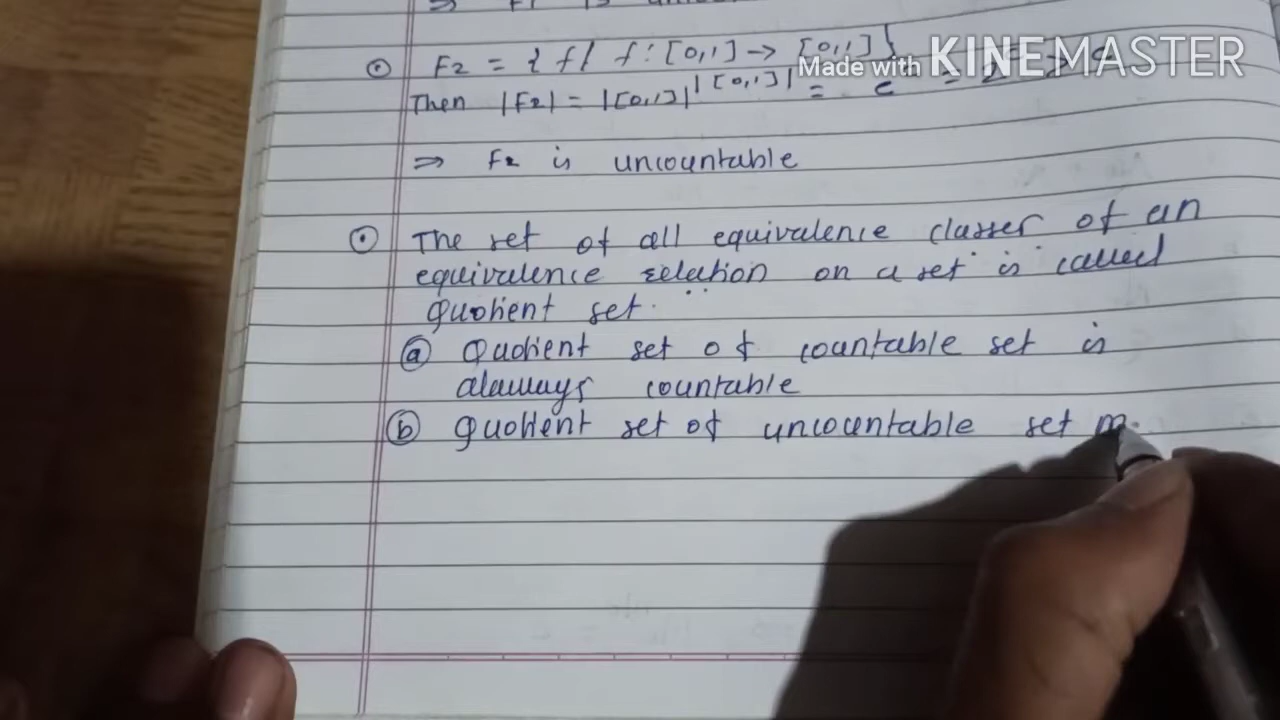 ⊙ F2 = { f / f : [0,1] → [0,1] }
Made with KINEMASTER
Then |F2| = |[0,1]|^|[0,1]| =
⇒ F2 is uncountable
⊙ The set of all equivalence classes of an
equivalence relation on a set is called
quotient set.
ⓐ Quotient set of countable set is
alawways countable
ⓑ quotient set of uncountable set m